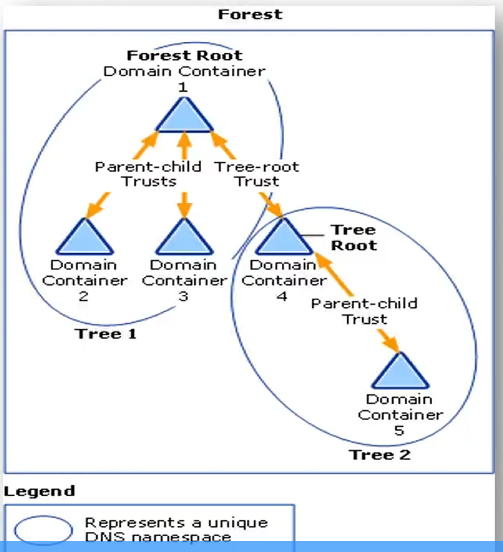 Forest
Forest Root
Domain Container
1
Parent-child
Trusts
Tree-root
Trust
Domain
Container
2
Domain
Container
3
Domain
Container
4
Tree
Root
Tree 1
Parent-child
Trust
Domain
Container
5
Tree 2
Legend
Represents a unique
DNS namespace